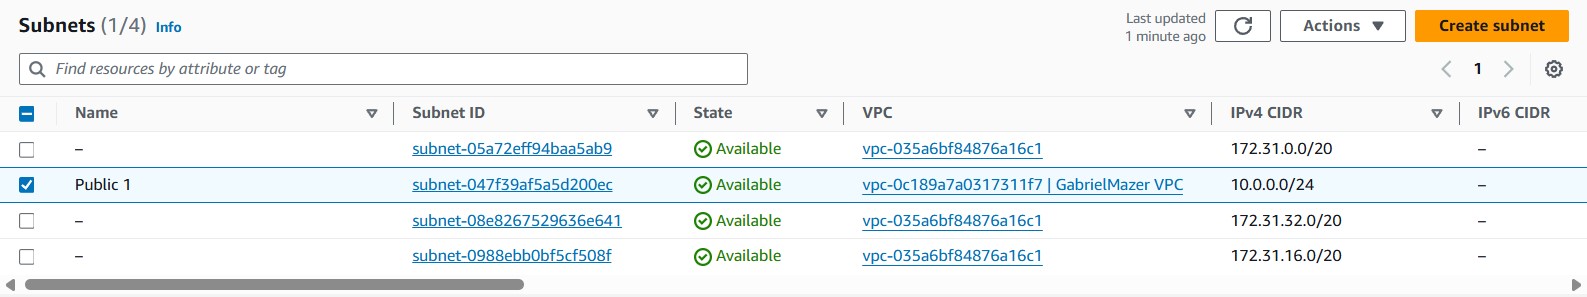 Subnets (1/4) Info
Last updated
1 minute ago
Actions
Create subnet
Find resources by attribute or tag
1
Name Subnet ID State VPC IPv4 CIDR IPv6 CIDR
– subnet-05a72eff94baa5ab9 Available vpc-035a6bf84876a16c1 172.31.0.0/20 –
Public 1 subnet-047f39af5a5d200ec Available vpc-0c189a7a0317311f7 | GabrielMazer VPC 10.0.0.0/24 –
– subnet-08e8267529636e641 Available vpc-035a6bf84876a16c1 172.31.32.0/20 –
– subnet-0988ebb0bf5cf508f Available vpc-035a6bf84876a16c1 172.31.16.0/20 –